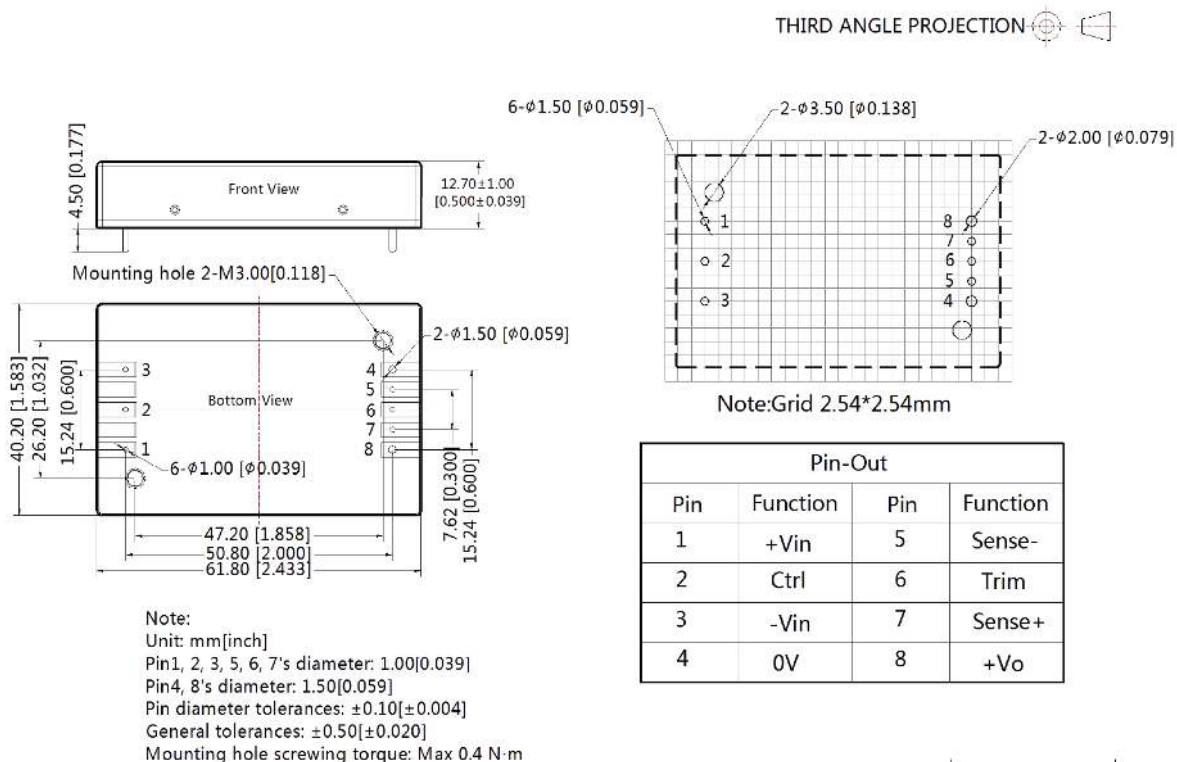 THIRD ANGLE PROJECTION
6-ϕ1.50 [ϕ0.059]
2-ϕ3.50 [ϕ0.138]
2-ϕ2.00 [ϕ0.079]
4.50 [0.177]
Front View
12.70±1.00
[0.500±0.039]
1
2
3
8
7
6
5
4
Note:Grid 2.54*2.54mm
Mounting hole 2-M3.00[0.118]
2-ϕ1.50 [ϕ0.059]
40.20 [1.583]
26.20 [1.032]
15.24 [0.600]
3
2
1
Bottom View
4
5
6
7
8
6-ϕ1.00 [ϕ0.039]
7.62 [0.300]
15.24 [0.600]
47.20 [1.858]
50.80 [2.000]
61.80 [2.433]
Pin-Out
Pin Function Pin Function
1 +Vin 5 Sense-
2 Ctrl 6 Trim
3 -Vin 7 Sense+
4 0V 8 +Vo
Note:
Unit: mm[inch]
Pin1, 2, 3, 5, 6, 7's diameter: 1.00[0.039]
Pin4, 8's diameter: 1.50[0.059]
Pin diameter tolerances: ±0.10[±0.004]
General tolerances: ±0.50[±0.020]
Mounting hole screwing torque: Max 0.4 N·m